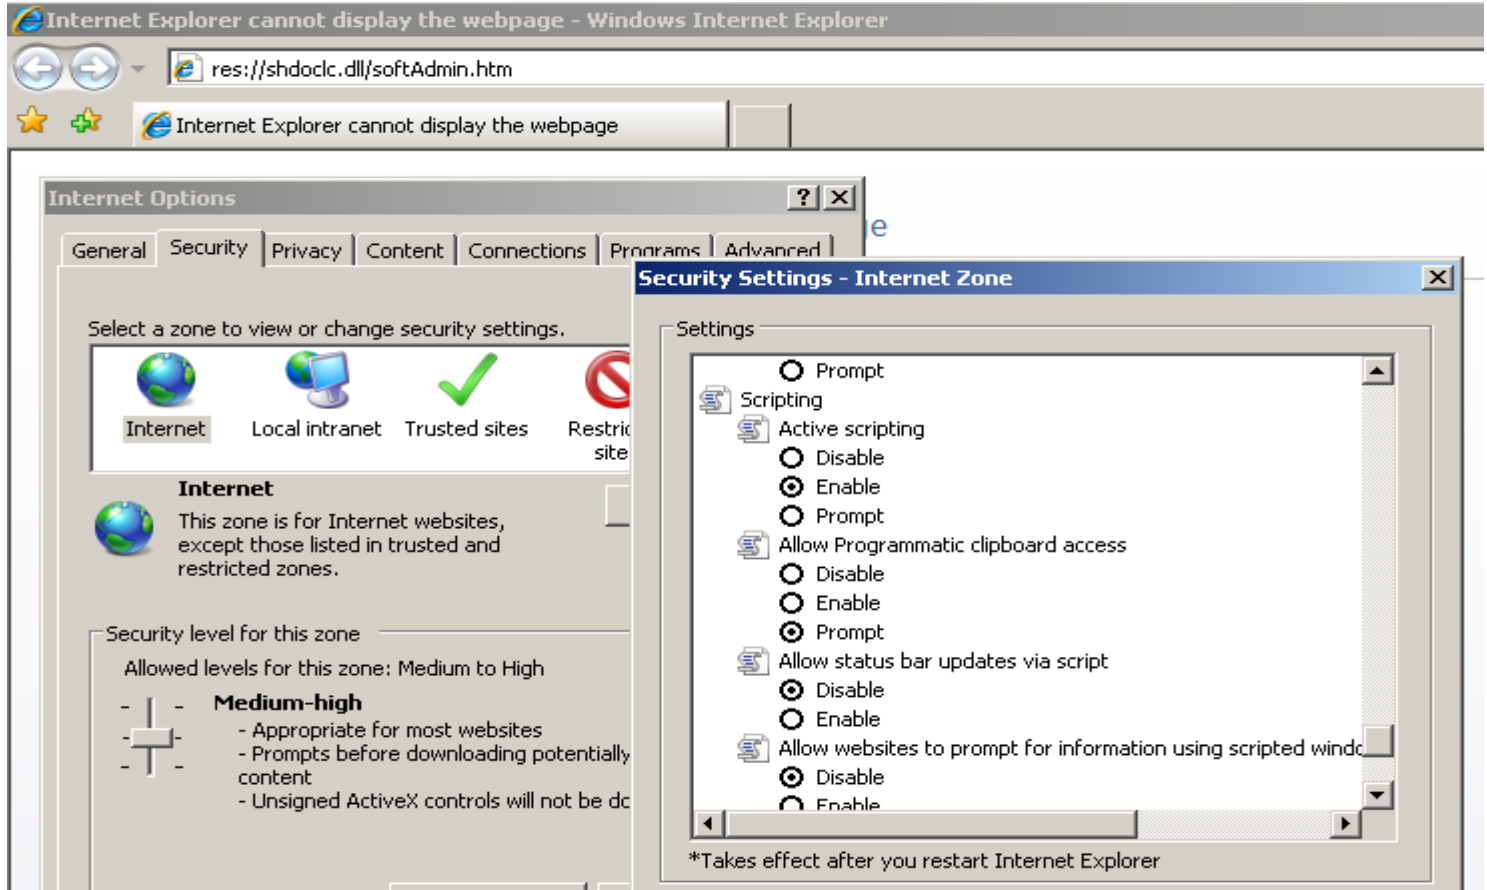 Internet Explorer cannot display the webpage - Windows Internet Explorer
res://shdoclc.dll/softAdmin.htm
Internet Explorer cannot display the webpage
Internet Options
General Security Privacy Content Connections Programs Advanced
Select a zone to view or change security settings.
Internet
Local intranet
Trusted sites
Internet
This zone is for Internet websites,
except those listed in trusted and
restricted zones.
Security level for this zone
Allowed levels for this zone: Medium to High
Medium-high
- Appropriate for most websites
- Prompts before downloading potentially
content
- Unsigned ActiveX controls will not be
Security Settings - Internet Zone
Settings
Prompt
Scripting
Active scripting
Disable
Enable
Prompt
Allow Programmatic clipboard access
Disable
Enable
Prompt
Allow status bar updates via script
Disable
Enable
Allow websites to prompt for information using scripted
Disable
Enable
*Takes effect after you restart Internet Explorer